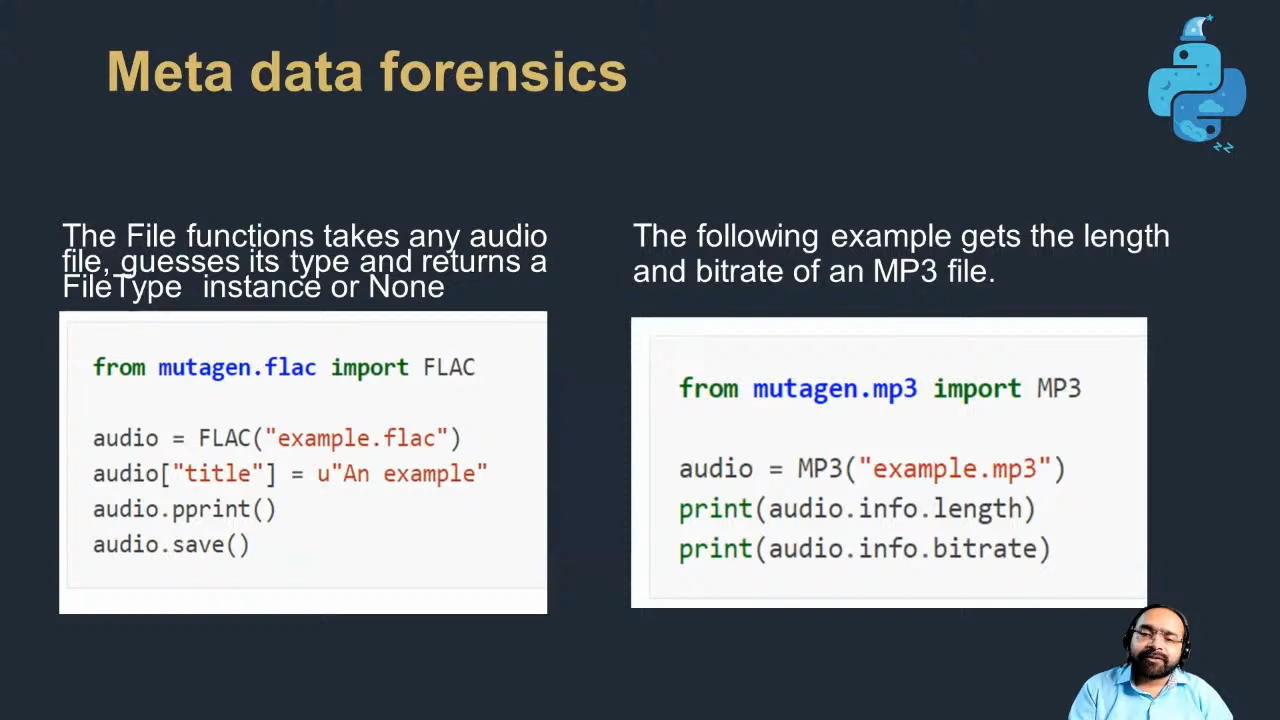 Meta data forensics
z z
The File functions takes any audio
file, guesses its type and returns a
FileType instance or None
from mutagen.flac import FLAC
audio = FLAC("example.flac")
audio["title"] = u"An example"
audio.pprint()
audio.save()
The following example gets the length
and bitrate of an MP3 file.
from mutagen.mp3 import MP3
audio = MP3("example.mp3")
print(audio.info.length)
print(audio.info.bitrate)